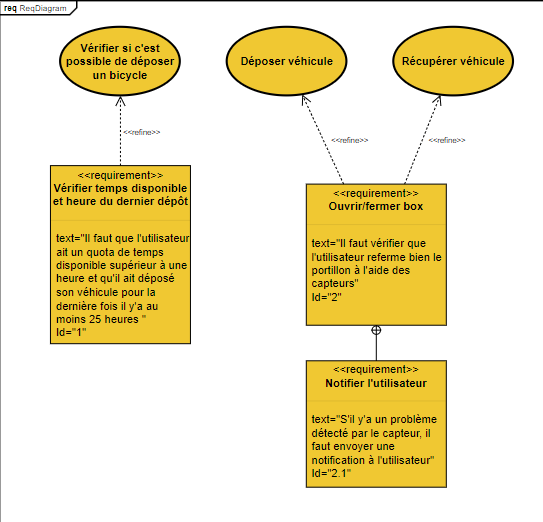 req ReqDiagram
Vérifier si c'est
possible de déposer
un bicycle
Déposer véhicule
Récupérer véhicule
<<refine>>
<<refine>>
<<refine>>
<<requirement>>
Vérifier temps disponible
et heure du dernier dépôt
text="Il faut que l'utilisateur
ait un quota de temps
disponible supérieur à une
heure et qu'il ait déposé
son véhicule pour la
dernière fois il y'a au
moins 25 heures "
Id="1"
<<requirement>>
Ouvrir/fermer box
text="Il faut vérifier que
l'utilisateur referme bien le
portillon à l'aide des
capteurs"
Id="2"
<<requirement>>
Notifier l'utilisateur
text="S'il y'a un problème
détecté par le capteur, il
faut envoyer une
notification à l'utilisateur"
Id="2.1"